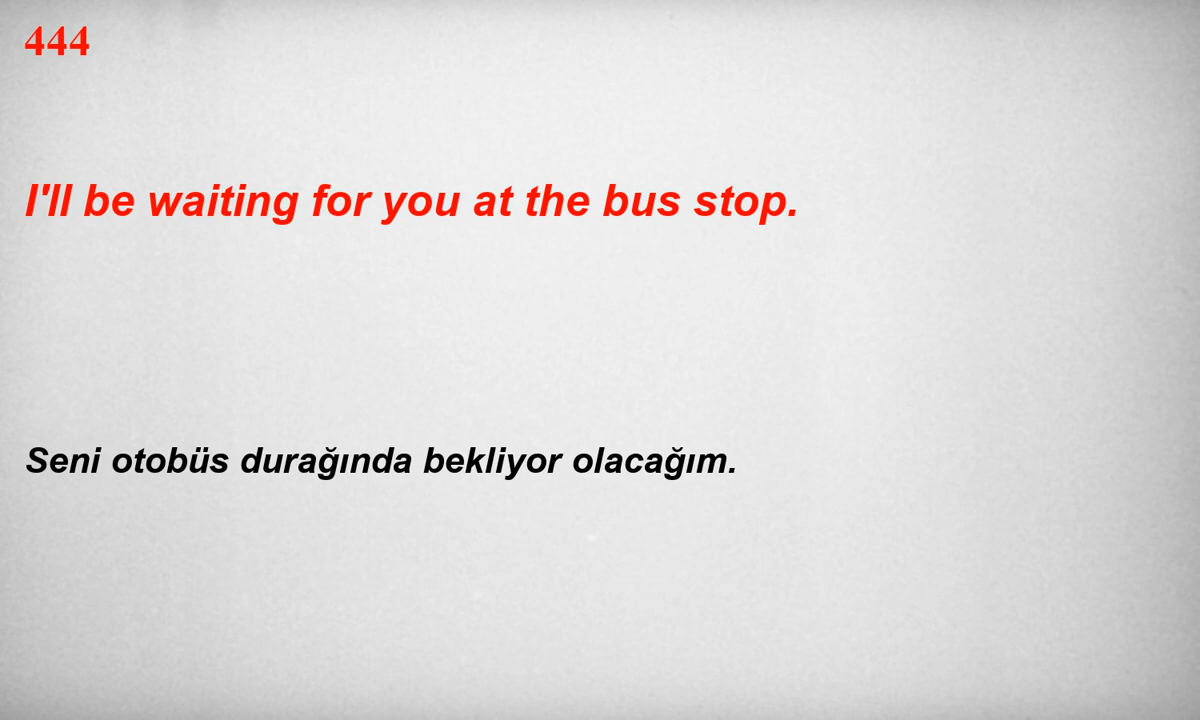 444
I'll be waiting for you at the bus stop.
Seni otobüs durağında bekliyor olacağım.